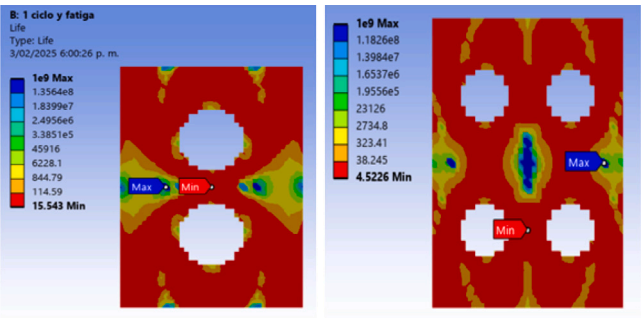 B: 1 ciclo y fatiga
Life
Type: Life
3/02/2025 6:00:26 p. m.
1e9 Max
1.3564e8
1.8399e7
2.4956e6
3.3851e5
45916
6228.1
844.79
114.59
15.543 Min
Max
Min
1e9 Max
1.1826e8
1.3984e7
1.6537e6
1.9556e5
23126
2734.8
323.41
38.245
4.5226 Min
Max
Min